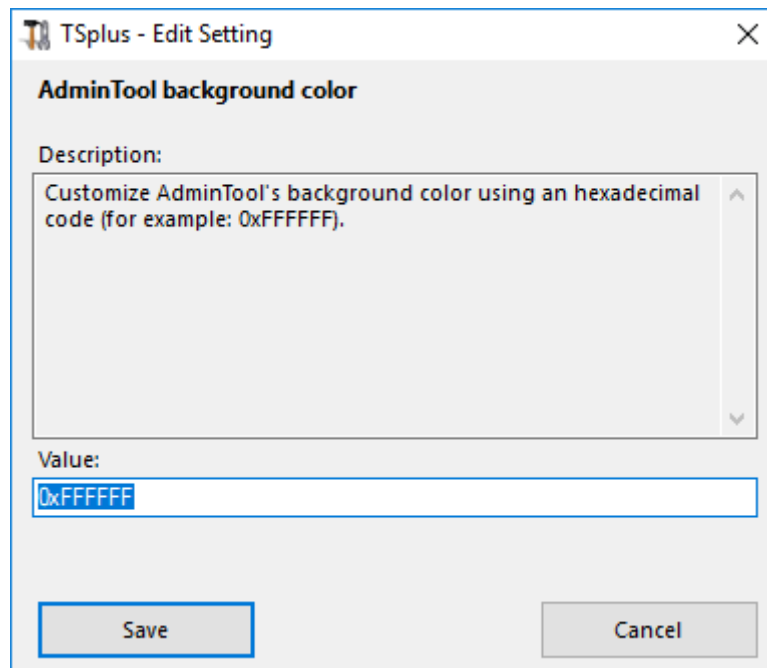 TSplus - Edit Setting
AdminTool background color
Description:
Customize AdminTool's background color using an hexadecimal
code (for example: 0xFFFFFF).
Value:
0xFFFFFF
Save
Cancel